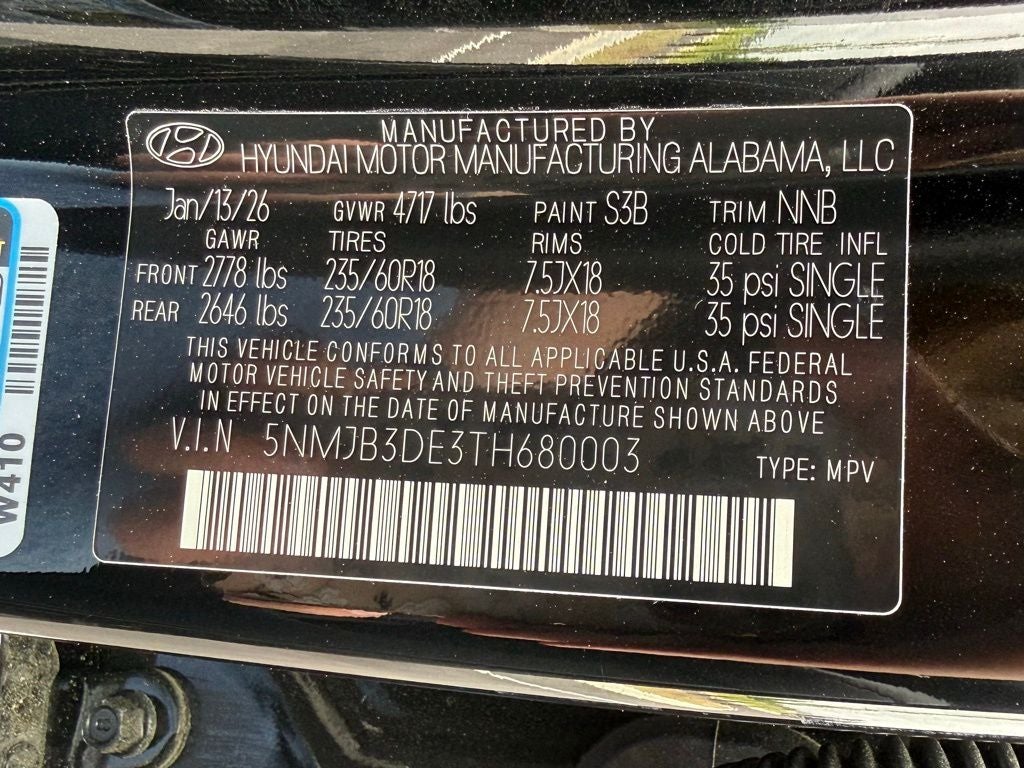 MANUFACTURED BY
HYUNDAI MOTOR MANUFACTURING ALABAMA, LLC
Jan/13/26 GVWR 4717 lbs PAINT S3B TRIM NNB
GAWR TIRES RIMS COLD TIRE INFL
FRONT 2778 lbs 235/60R18 7.5JX18 35 psi SINGLE
REAR 2646 lbs 235/60R18 7.5JX18 35 psi SINGLE
THIS VEHICLE CONFORMS TO ALL APPLICABLE U.S.A. FEDERAL
MOTOR VEHICLE SAFETY AND THEFT PREVENTION STANDARDS
IN EFFECT ON THE DATE OF MANUFACTURE SHOWN ABOVE
V.I.N 5NMJB3DE3TH680003
TYPE: MPV
W410